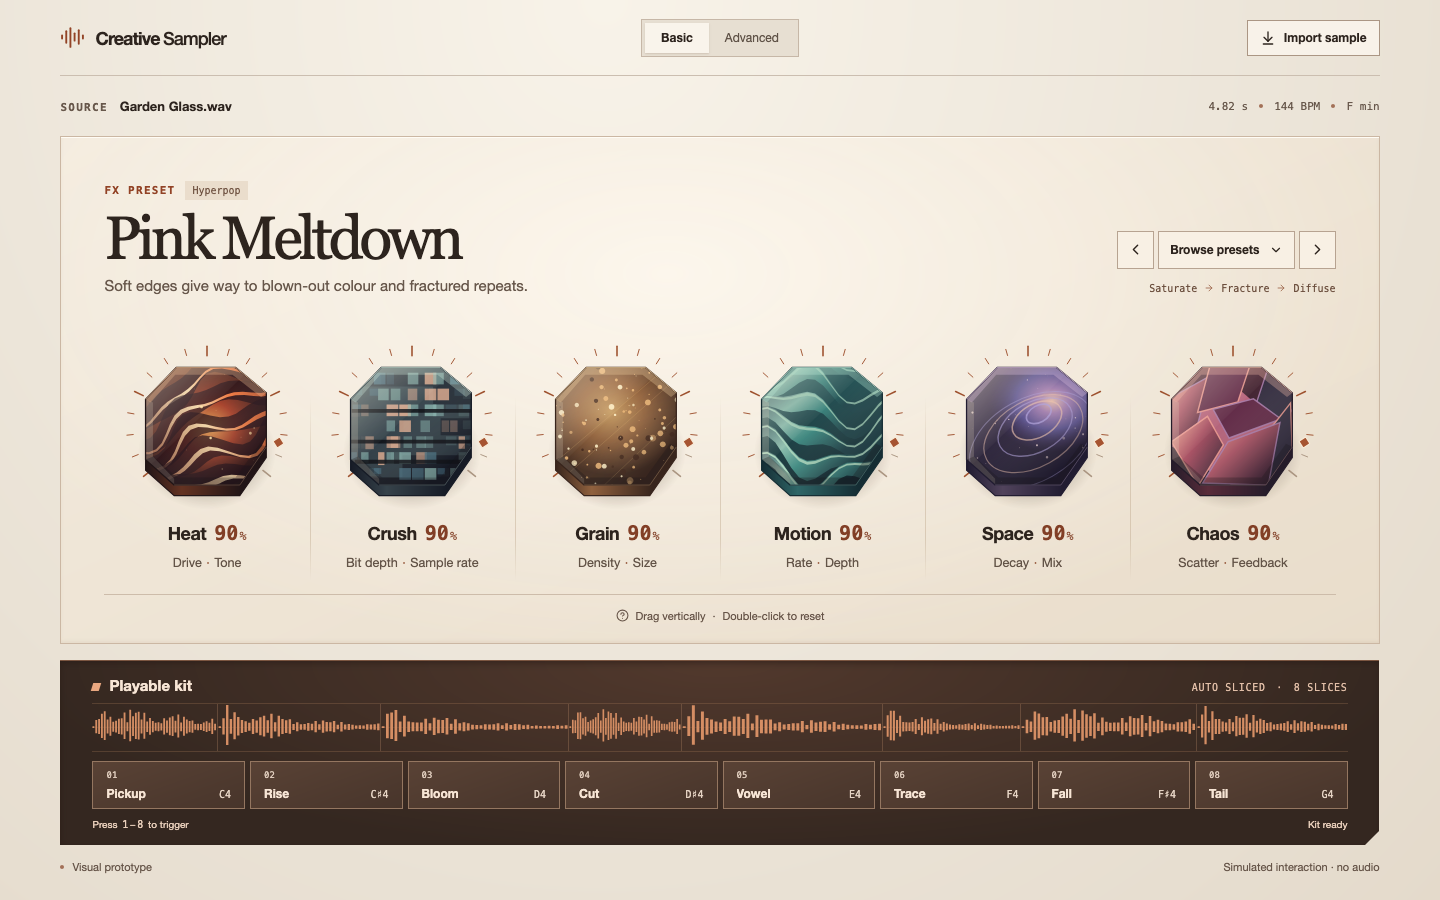 Creative Sampler
Basic
Advanced
Import sample
SOURCE Garden Glass.wav
4.82 s • 144 BPM • F min
FX PRESET
Hyperpop
Pink Meltdown
Soft edges give way to blown-out colour and fractured repeats.
Browse presets
Saturate → Fracture → Diffuse
Heat 90%
Drive · Tone
Crush 90%
Bit depth · Sample rate
Grain 90%
Density · Size
Motion 90%
Rate · Depth
Space 90%
Decay · Mix
Chaos 90%
Scatter · Feedback
Drag vertically · Double-click to reset
Playable kit
AUTO SLICED · 8 SLICES
01
Pickup C4
02
Rise C♯4
03
Bloom D4
04
Cut D♯4
05
Vowel E4
06
Trace F4
07
Fall F♯4
08
Tail G4
Press 1–8 to trigger
Kit ready
• Visual prototype
Simulated interaction · no audio